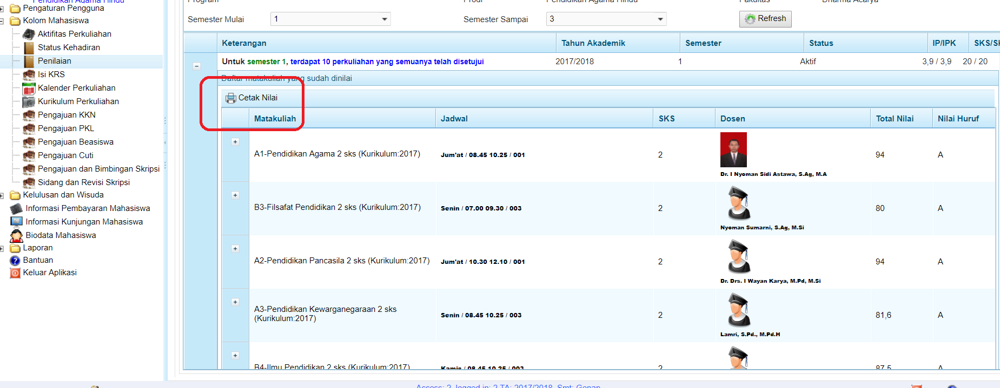 Pendidikan Agama Hindu
Pengaturan Pengguna
Kolom Mahasiswa
Aktifitas Perkuliahan
Status Kehadiran
Penilaian
Isi KRS
Kalender Perkuliahan
Kurikulum Perkuliahan
Pengajuan KKN
Pengajuan PKL
Pengajuan Beasiswa
Pengajuan Cuti
Pengajuan dan Bimbingan Skripsi
Sidang dan Revisi Skripsi
Kelulusan dan Wisuda
Informasi Pembayaran Mahasiswa
Informasi Kunjungan Mahasiswa
Biodata Mahasiswa
Laporan
Bantuan
Keluar Aplikasi
Program Prodi Pendidikan Agama Hindu Fakultas Dharma Acarya
Semester Mulai 1 Semester Sampai 3 Refresh
Keterangan Tahun Akademik Semester Status IP/IPK
Untuk semester 1, terdapat 10 perkuliahan yang semuanya telah disetujui 2017/2018 1 Aktif 3,9 / 3,9 20 / 20
Daftar matakuliah yang sudah dinilai
Cetak Nilai
Matakuliah Jadwal SKS Dosen Total Nilai Nilai Huruf
A1-Pendidikan Agama 2 sks (Kurikulum:2017) Jum'at / 08.45 10.25 / 001 2 94 A
Dr. I Nyoman Sidi Astawa, S.Ag, M.A
B3-Filsafat Pendidikan 2 sks (Kurikulum:2017) Senin / 07.00 09.30 / 003 2 80 A
Nyoman Sumarni, S.Ag, M.Si
A2-Pendidikan Pancasila 2 sks (Kurikulum:2017) Jum'at / 10.30 12.10 / 001 2 94 A
Dr. Drs. I Wayan Karya, M.Pd, M.Si
A3-Pendidikan Kewarganegaraan 2 sks
(Kurikulum:2017) Senin / 08.45 10.25 / 003 2 81,6 A
Lamri, S.Pd., M.Pd.H
B4-Ilmu Pendidikan 2 sks (Kurikulum:2017) Kamis / 08.45 10.25 / 003 2 87,5 A
Access: 2, logged in: 2 TA: 2017/2018, Smt: Genap